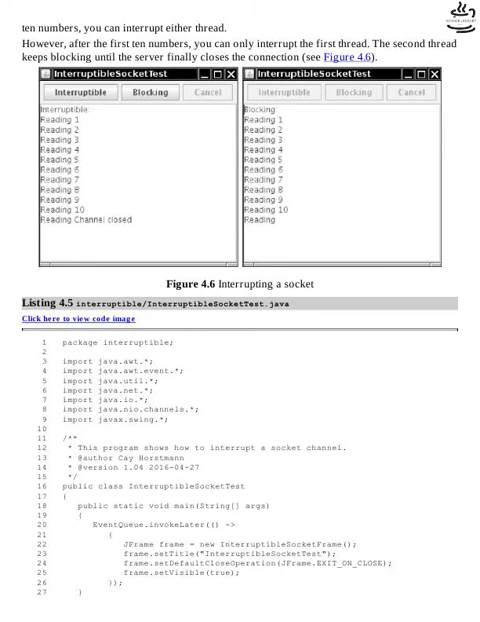 ten numbers, you can interrupt either thread.
However, after the first ten numbers, you can only interrupt the first thread. The second thread
keeps blocking until the server finally closes the connection (see Figure 4.6).
InterruptibleSocketTest
Interruptible Blocking Cancel
Interruptible:
Reading 1
Reading 2
Reading 3
Reading 4
Reading 5
Reading 6
Reading 7
Reading 8
Reading 9
Reading 10
Reading Channel closed
InterruptibleSocketTest
Interruptible Blocking Cancel
Blocking:
Reading 1
Reading 2
Reading 3
Reading 4
Reading 5
Reading 6
Reading 7
Reading 8
Reading 9
Reading 10
Reading
Figure 4.6 Interrupting a socket
Listing 4.5 interruptible/InterruptibleSocketTest.java
Click here to view code image
1 package interruptible;
2
3 import java.awt.*;
4 import java.awt.event.*;
5 import java.util.*;
6 import java.net.*;
7 import java.io.*;
8 import java.nio.channels.*;
9 import javax.swing.*;
10
11 /**
12 * This program shows how to interrupt a socket channel.
13 * @author Cay Horstmann
14 * @version 1.04 2016-04-27
15 */
16 public class InterruptibleSocketTest
17 {
18 public static void main(String[] args)
19 {
20 EventQueue.invokeLater(() ->
21 {
22 JFrame frame = new InterruptibleSocketFrame();
23 frame.setTitle("InterruptibleSocketTest");
24 frame.setDefaultCloseOperation(JFrame.EXIT_ON_CLOSE);
25 frame.setVisible(true);
26 });
27 }